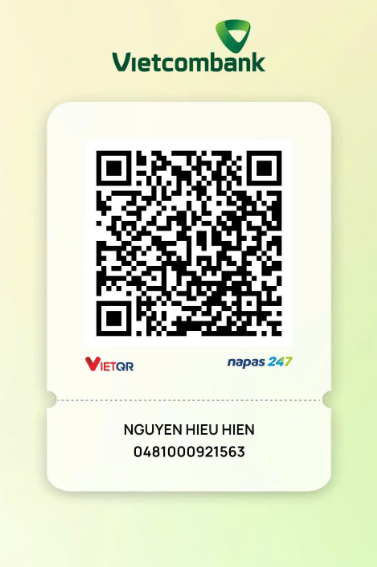 Vietcombank
VIETQR
napas 247
NGUYEN HIEU HIEN
0481000921563